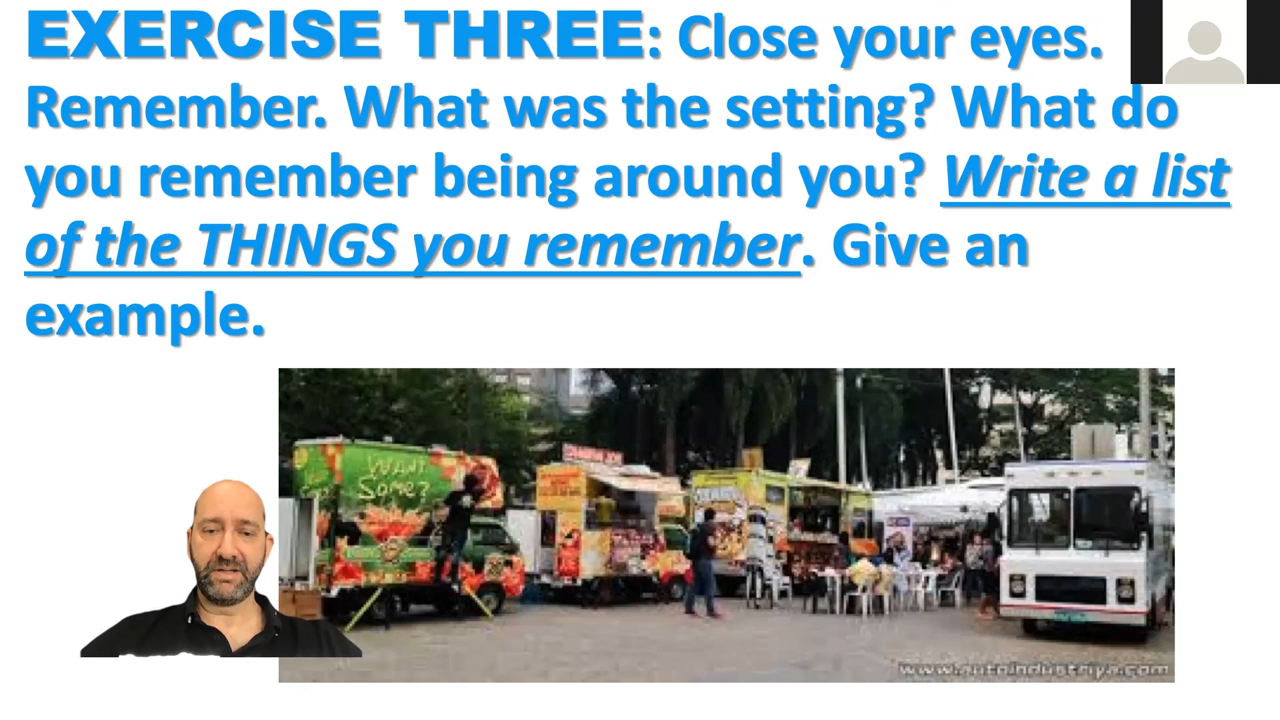 EXERCISE THREE: Close your eyes.
Remember. What was the setting? What do
you remember being around you? Write a list
of the THINGS you remember. Give an
example.
WANT
Some?
www.autoindustriya.com